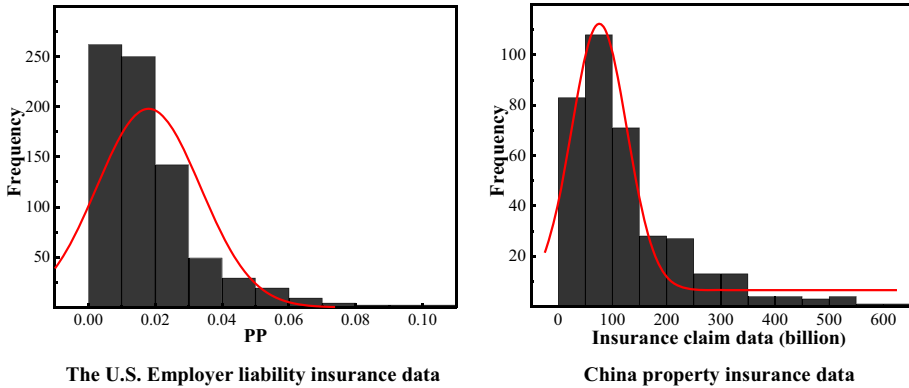 Frequency
250
200
150
100
50
0.00 0.02 0.04 0.06 0.08 0.10
PP
The U.S. Employer liability insurance data
Frequency
100
80
60
40
20
0 100 200 300 400 500 600
Insurance claim data (billion)
China property insurance data